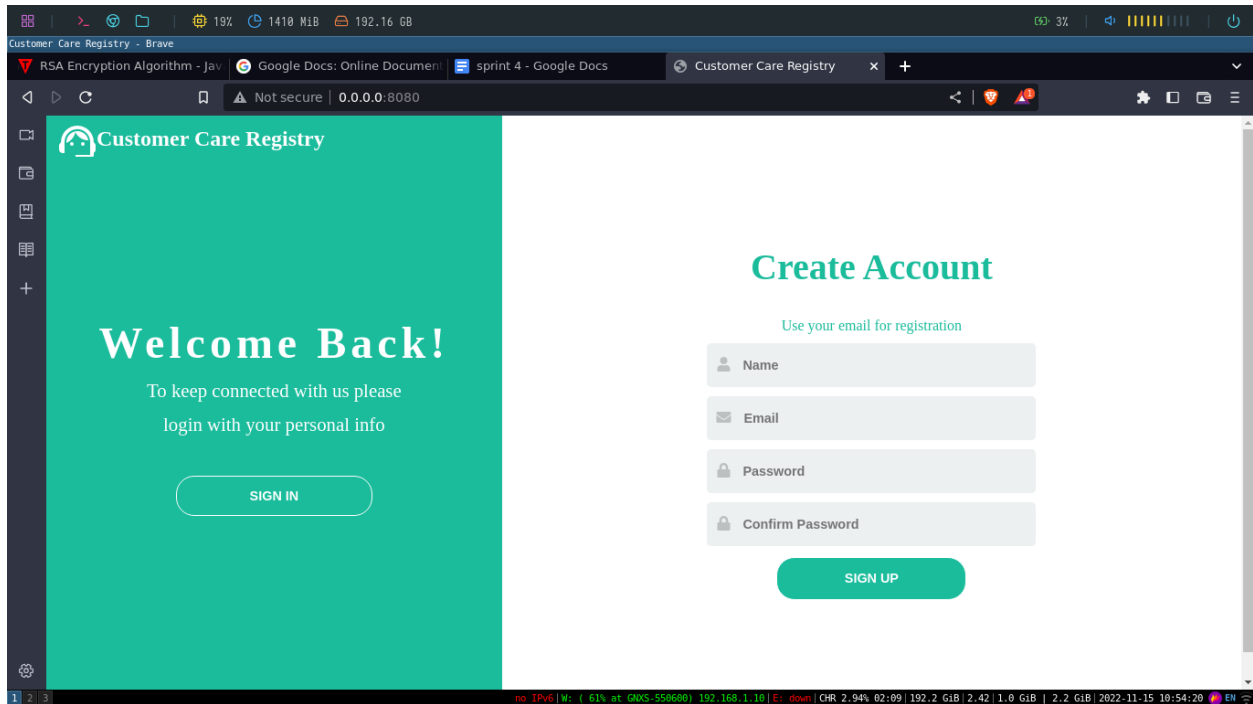 19% 1410 MiB 192.16 GB 3%
Customer Care Registry - Brave
RSA Encryption Algorithm - Jav Google Docs: Online Document sprint 4 - Google Docs Customer Care Registry
Not secure 0.0.0.0:8080 1
Customer Care Registry
Welcome Back!
To keep connected with us please
login with your personal info
SIGN IN
Create Account
Use your email for registration
Name
Email
Password
Confirm Password
SIGN UP
1 2 3 no IPv6|W: ( 61% at GNXS-550600) 192.168.1.10|E: down|CHR 2.94% 02:09|192.2 GiB|2.42|1.0 GiB | 2.2 GiB|2022-11-15 10:54:20 EN